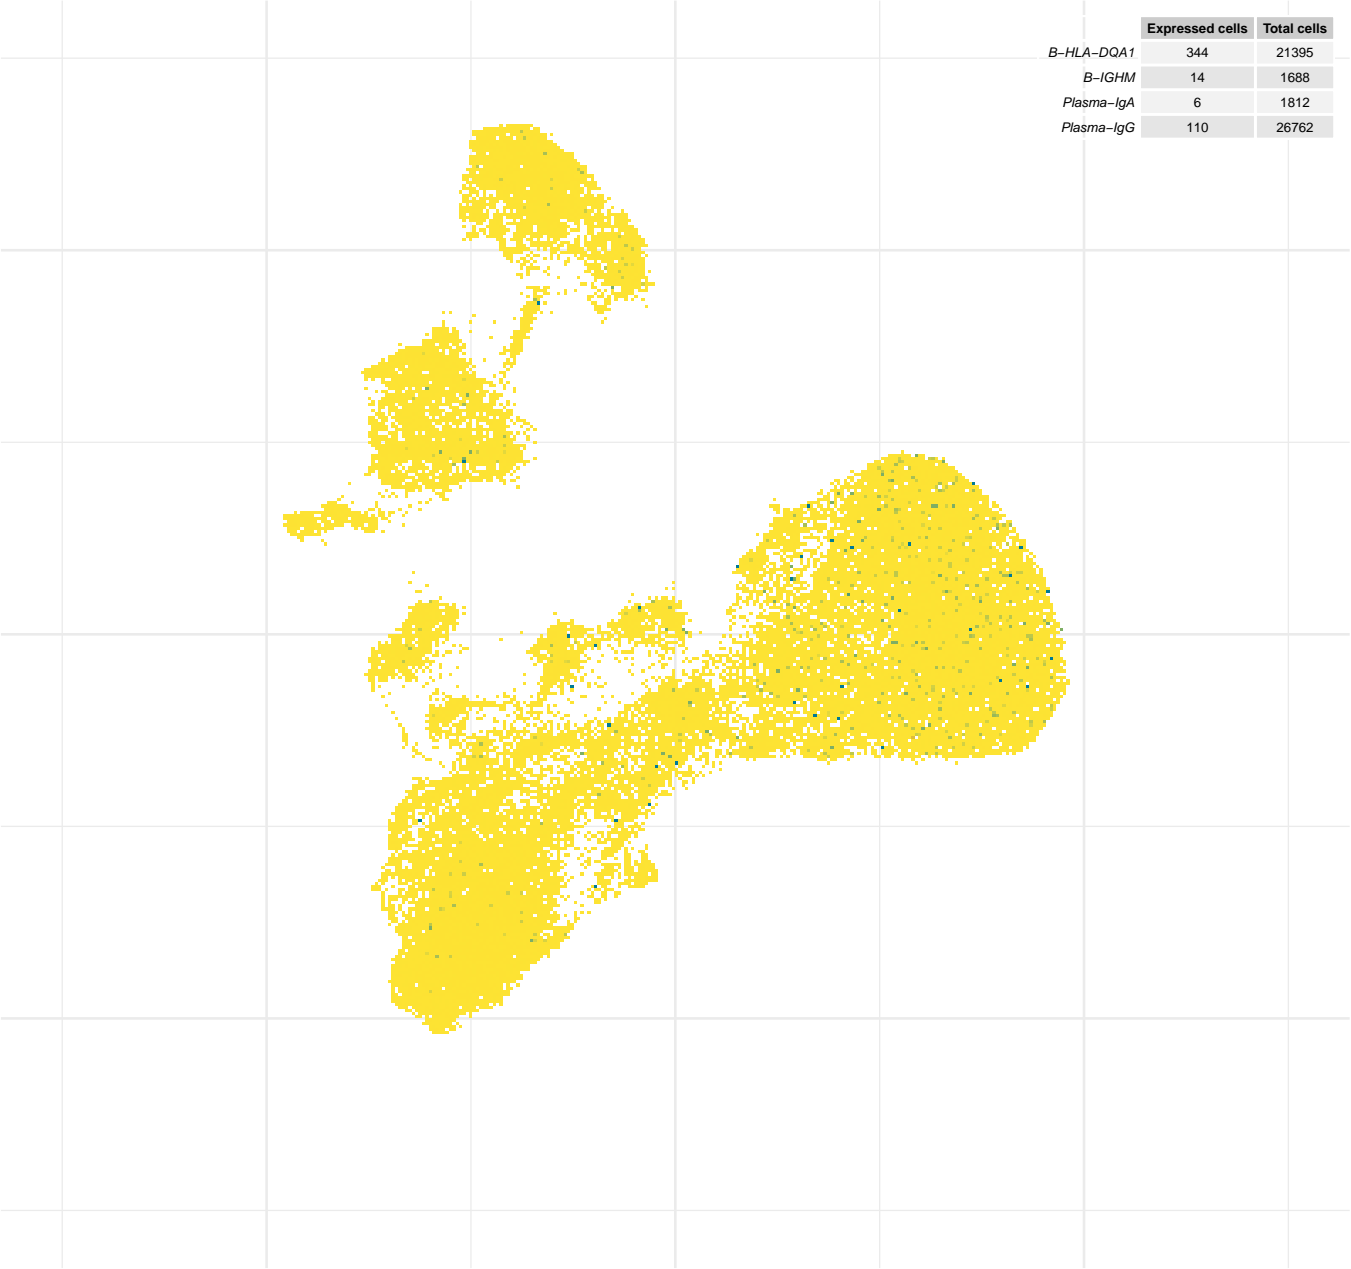 Expressed cells Total cells
B−HLA−DQA1 344 21395
B−IGHM 14 1688
Plasma−IgA 6 1812
Plasma−IgG 110 26762